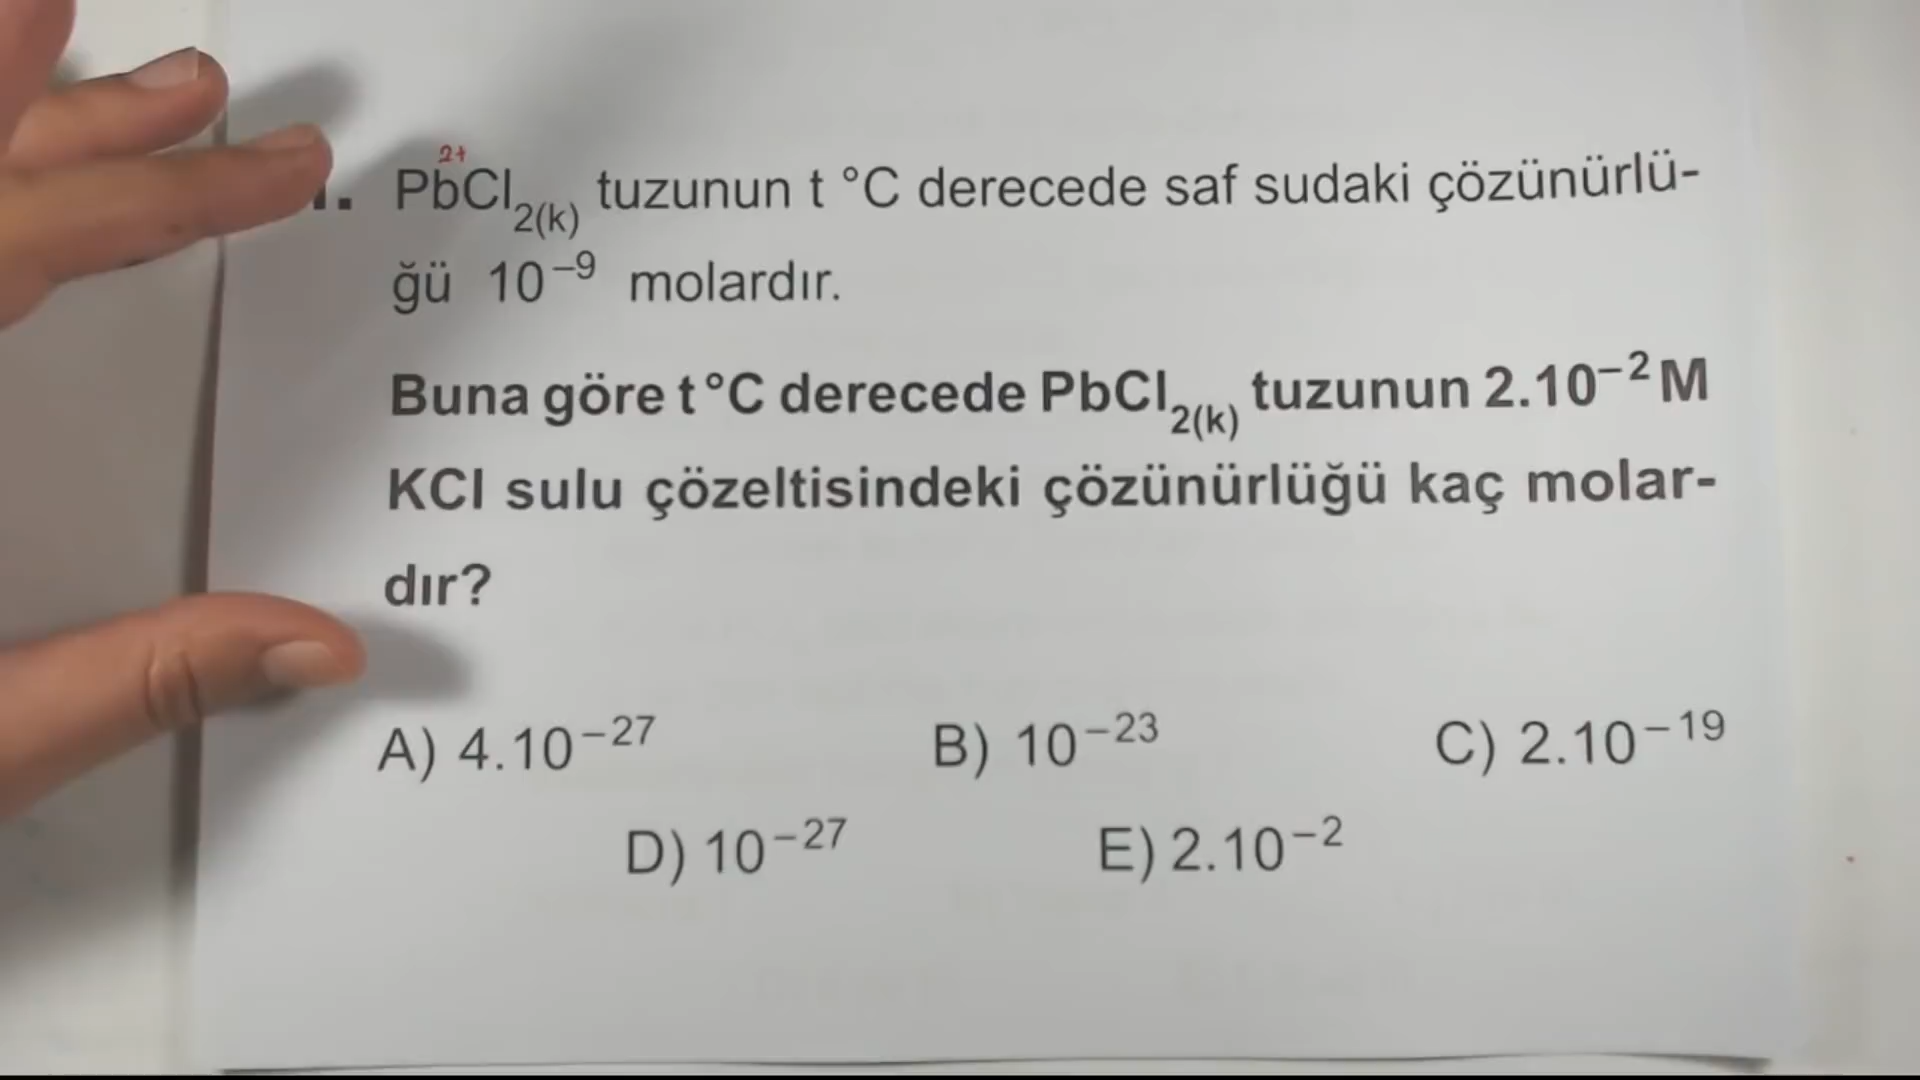 2+
. PbCl₂₍ₖ₎ tuzunun t °C derecede saf sudaki çözünürlü-
ğü 10⁻⁹ molardır.
Buna göre t °C derecede PbCl₂₍ₖ₎ tuzunun 2.10⁻² M
KCl sulu çözeltisindeki çözünürlüğü kaç molar-
dır?
A) 4.10⁻²⁷ B) 10⁻²³ C) 2.10⁻¹⁹
D) 10⁻²⁷ E) 2.10⁻²